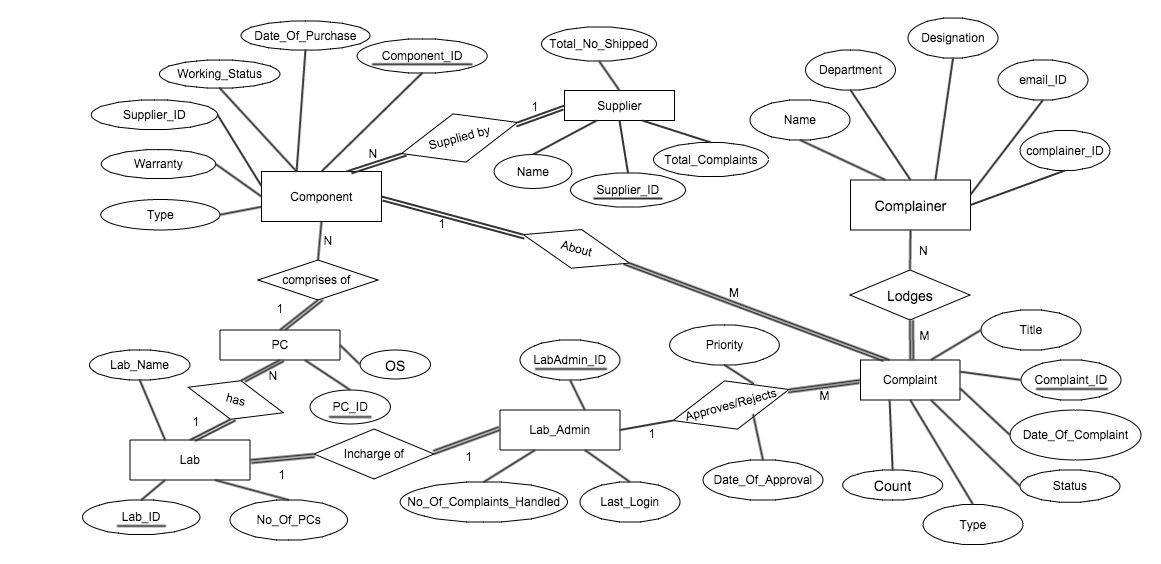 Date_Of_Purchase
Component_ID
Working_Status
Supplier_ID
Warranty
Type
Component
N
Supplied by
1
Total_No_Shipped
Supplier
Name
Supplier_ID
Total_Complaints
Designation
Department
email_ID
Name
complainer_ID
Complainer
N
Lodges
M
1
About
M
N
comprises of
1
PC
OS
PC_ID
N
has
1
Lab_Name
Lab
Lab_ID
No_Of_PCs
1
Incharge of
1
LabAdmin_ID
Lab_Admin
No_Of_Complaints_Handled
Last_Login
1
Approves/Rejects
M
Priority
Date_Of_Approval
Complaint
Title
Complaint_ID
Date_Of_Complaint
Status
Count
Type